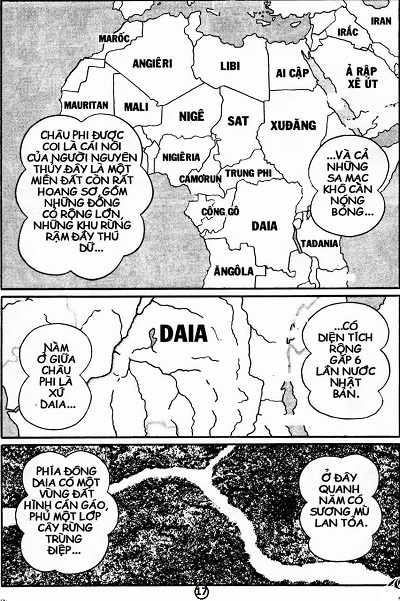 MARỐC
ANGIÊRI
LIBI
AI CẬP
IRẮC
IRAN
Ả RẬP
XÊ ÚT
MAURITAN
MALI
NIGÊ
SAT
XUĐĂNG
NIGIÊRIA
CAMƠRUN
TRUNG PHI
CÔNG GÔ
DAIA
TADANIA
ĂNGÔLA
CHÂU PHI ĐƯỢC
COI LÀ CÁI NÔI
CỦA NGƯỜI NGUYÊN
THỦY. ĐÂY LÀ MỘT
MIỀN ĐẤT CÒN RẤT
HOANG SƠ, GỒM
NHỮNG ĐỒNG
CỎ RỘNG LỚN,
NHỮNG KHU RỪNG
RẬM ĐẦY THÚ
DỮ...
...VÀ CẢ
NHỮNG
SA MẠC
KHÔ CẰN
NÓNG
BỎNG...
DAIA
NẰM
Ở GIỮA
CHÂU
PHI LÀ
XỨ
DAIA...
...CÓ
DIỆN TÍCH
RỘNG
GẤP 6
LẦN NƯỚC
NHẬT
BẢN.
PHÍA ĐÔNG
DAIA CÓ MỘT
VÙNG ĐẤT
HÌNH CÁN GÁO,
PHỦ MỘT LỚP
CÂY RỪNG
TRÙNG
ĐIỆP...
Ở ĐÂY
QUANH
NĂM CÓ
SƯƠNG MÙ
LAN TỎA.
17